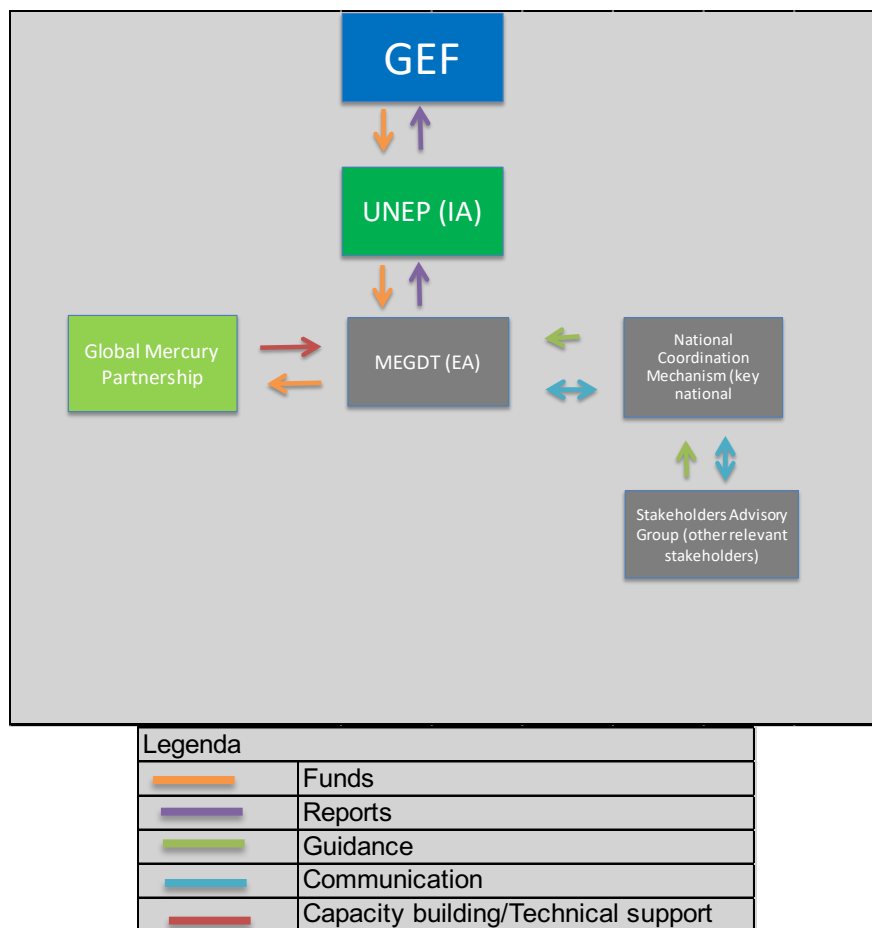 GEF
UNEP (IA)
Global Mercury
Partnership
MEGDT (EA)
National
Coordination
Mechanism (key
national
Stakeholders Advisory
Group (other relevant
stakeholders)
Legenda
Funds
Reports
Guidance
Communication
Capacity building/Technical support